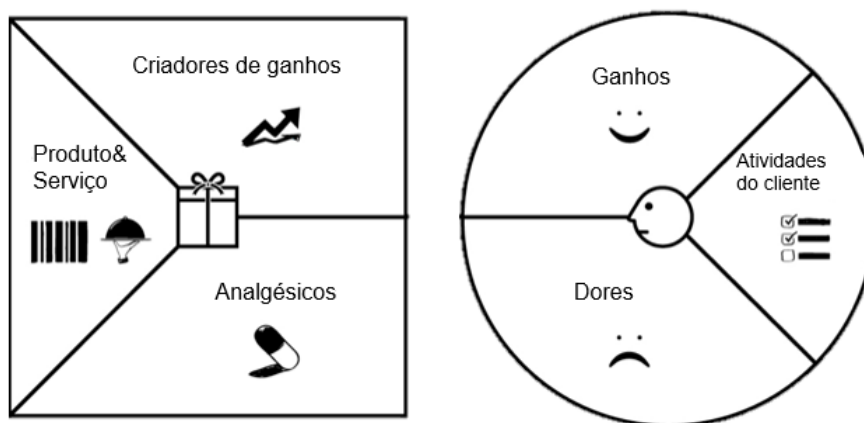 Criadores de ganhos
Produto&
Serviço
Analgésicos
Ganhos
Atividades
do cliente
Dores